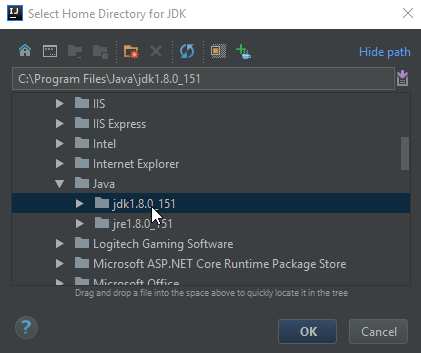 IJ
Select Home Directory for JDK
Hide path
C:\Program Files\Java\jdk1.8.0_151
IIS
IIS Express
Intel
Internet Explorer
Java
jdk1.8.0_151
jre1.8.0_151
Logitech Gaming Software
Microsoft ASP.NET Core Runtime Package Store
Microsoft Office
Drag and drop a file into the space above to quickly locate it in the tree
?
OK
Cancel